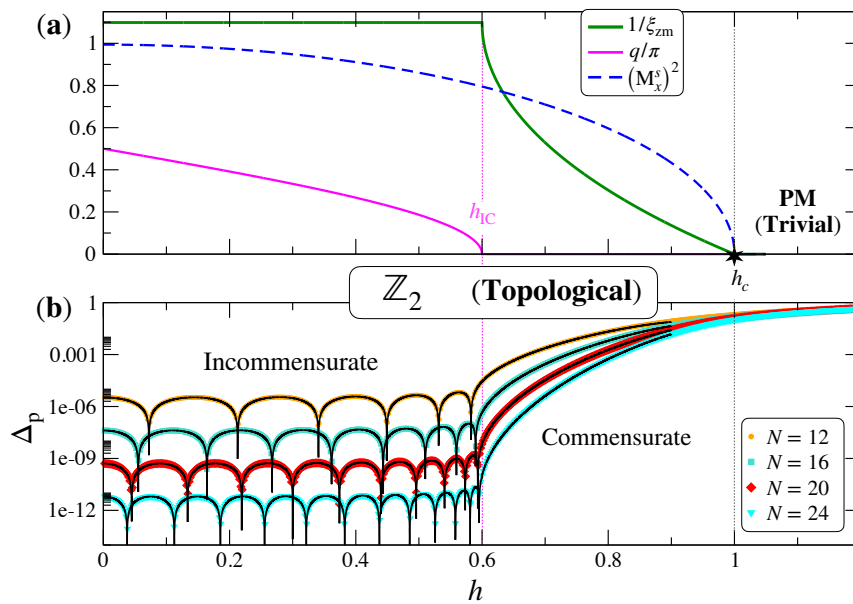 (a)
1/ξzm
q/π
(Mxs)2
1
0.8
0.6
0.4
0.2
0
hIC
PM
(Trivial)
hc
ℤ2 (Topological)
(b)
1
0.001
1e-06
1e-09
1e-12
Δp
Incommensurate
Commensurate
N = 12
N = 16
N = 20
N = 24
0 0.2 0.4 0.6 0.8 1
h